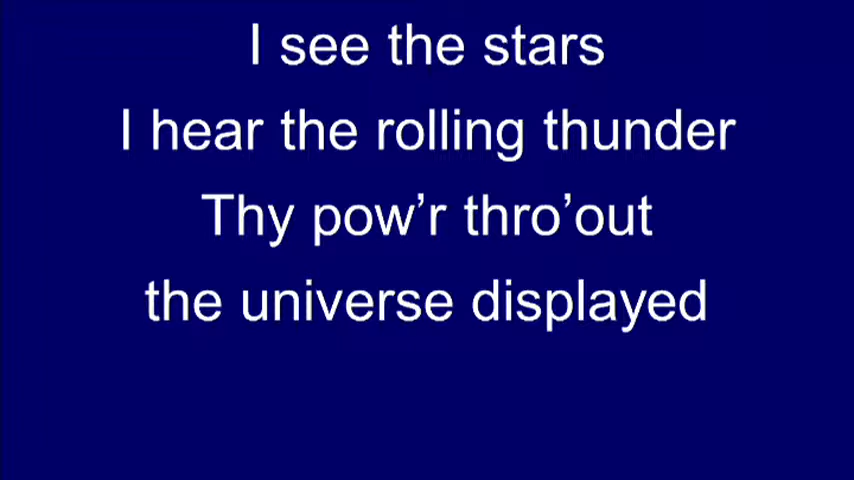 I see the stars
I hear the rolling thunder
Thy pow’r thro’out
the universe displayed